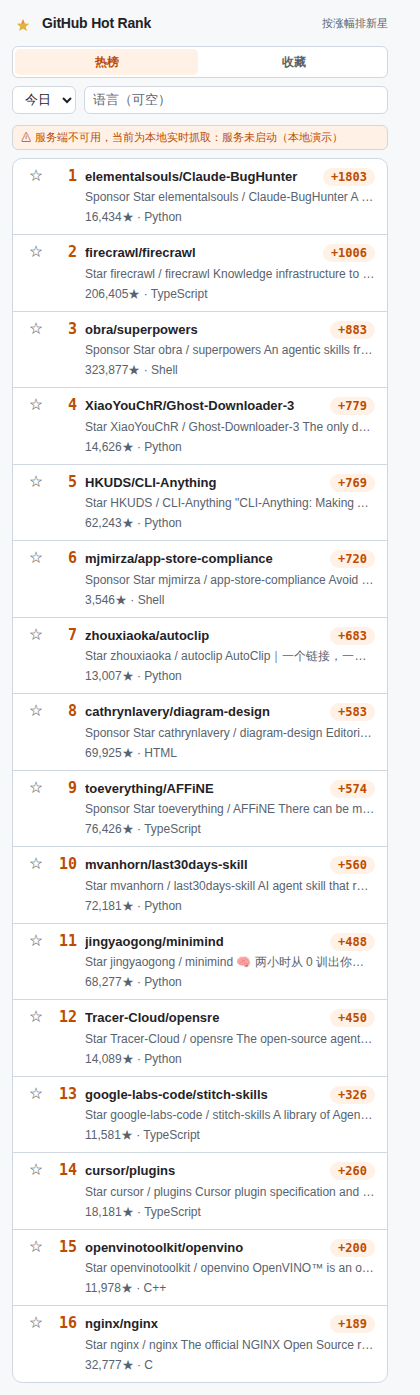 GitHub Hot Rank 按涨幅排新星
热榜 收藏
今日 语言（可空）
⚠ 服务端不可用，当前为本地实时抓取：服务未启动（本地演示）
☆ 1 elementalsouls/Claude-BugHunter +1803
Sponsor Star elementalsouls / Claude-BugHunter A …
16,434★ · Python
☆ 2 firecrawl/firecrawl +1006
Star firecrawl / firecrawl Knowledge infrastructure to …
206,405★ · TypeScript
☆ 3 obra/superpowers +883
Sponsor Star obra / superpowers An agentic skills fr…
323,877★ · Shell
☆ 4 XiaoYouChR/Ghost-Downloader-3 +779
Star XiaoYouChR / Ghost-Downloader-3 The only d…
14,626★ · Python
☆ 5 HKUDS/CLI-Anything +769
Star HKUDS / CLI-Anything "CLI-Anything: Making …
62,243★ · Python
☆ 6 mjmirza/app-store-compliance +720
Sponsor Star mjmirza / app-store-compliance Avoid …
3,546★ · Shell
☆ 7 zhouxiaoka/autoclip +683
Star zhouxiaoka / autoclip AutoClip｜一个链接，一…
13,007★ · Python
☆ 8 cathrynlavery/diagram-design +583
Sponsor Star cathrynlavery / diagram-design Editori…
69,925★ · HTML
☆ 9 toeverything/AFFiNE +574
Sponsor Star toeverything / AFFiNE There can be m…
76,426★ · TypeScript
☆ 10 mvanhorn/last30days-skill +560
Star mvanhorn / last30days-skill AI agent skill that r…
72,181★ · Python
☆ 11 jingyaogong/minimind +488
Star jingyaogong / minimind 🧠 两小时从 0 训出你…
68,277★ · Python
☆ 12 Tracer-Cloud/opensre +450
Star Tracer-Cloud / opensre The open-source agent…
14,089★ · Python
☆ 13 google-labs-code/stitch-skills +326
Star google-labs-code / stitch-skills A library of Agen…
11,581★ · TypeScript
☆ 14 cursor/plugins +260
Star cursor / plugins Cursor plugin specification and …
18,181★ · TypeScript
☆ 15 openvinotoolkit/openvino +200
Star openvinotoolkit / openvino OpenVINO™ is an o…
11,978★ · C++
☆ 16 nginx/nginx +189
Star nginx / nginx The official NGINX Open Source r…
32,777★ · C